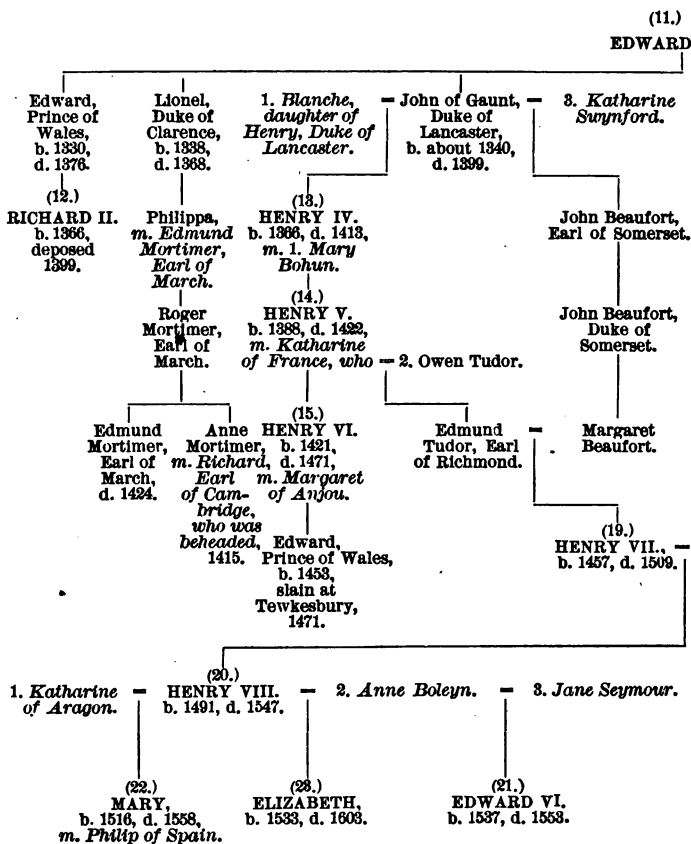 (11.)
EDWARD
Edward,
Prince of
Wales,
b. 1330,
d. 1376.
Lionel,
Duke of
Clarence,
b. 1338,
d. 1368.
1. Blanche,
daughter of
Henry, Duke of
Lancaster.
John of Gaunt,
Duke of
Lancaster,
b. about 1340,
d. 1399.
3. Katharine
Swynford.
(12.)
RICHARD II.
b. 1366,
deposed
1399.
Philippa,
m. Edmund
Mortimer,
Earl of
March.
(13.)
HENRY IV.
b. 1366, d. 1413,
m. 1. Mary
Bohun.
John Beaufort,
Earl of Somerset.
Roger
Mortimer,
Earl of
March.
(14.)
HENRY V.
b. 1388, d. 1422,
m. Katharine
of France, who
2. Owen Tudor.
John Beaufort,
Duke of
Somerset.
Edmund
Mortimer,
Earl of
March,
d. 1424.
Anne
Mortimer,
m. Richard,
Earl
of Cam-
bridge,
who was
beheaded,
1415.
(15.)
HENRY VI.
b. 1421,
d. 1471,
m. Margaret
of Anjou.
Edmund
Tudor, Earl
of Richmond.
Margaret
Beaufort.
Edward,
Prince of Wales,
b. 1453,
slain at
Tewkesbury,
1471.
(19.)
HENRY VII.,
b. 1457, d. 1509.
1. Katharine
of Aragon.
(20.)
HENRY VIII.
b. 1491, d. 1547.
2. Anne Boleyn.
3. Jane Seymour.
(22.)
MARY,
b. 1516, d. 1558,
m. Philip of Spain.
(23.)
ELIZABETH,
b. 1533, d. 1603.
(21.)
EDWARD VI.
b. 1537, d. 1553.